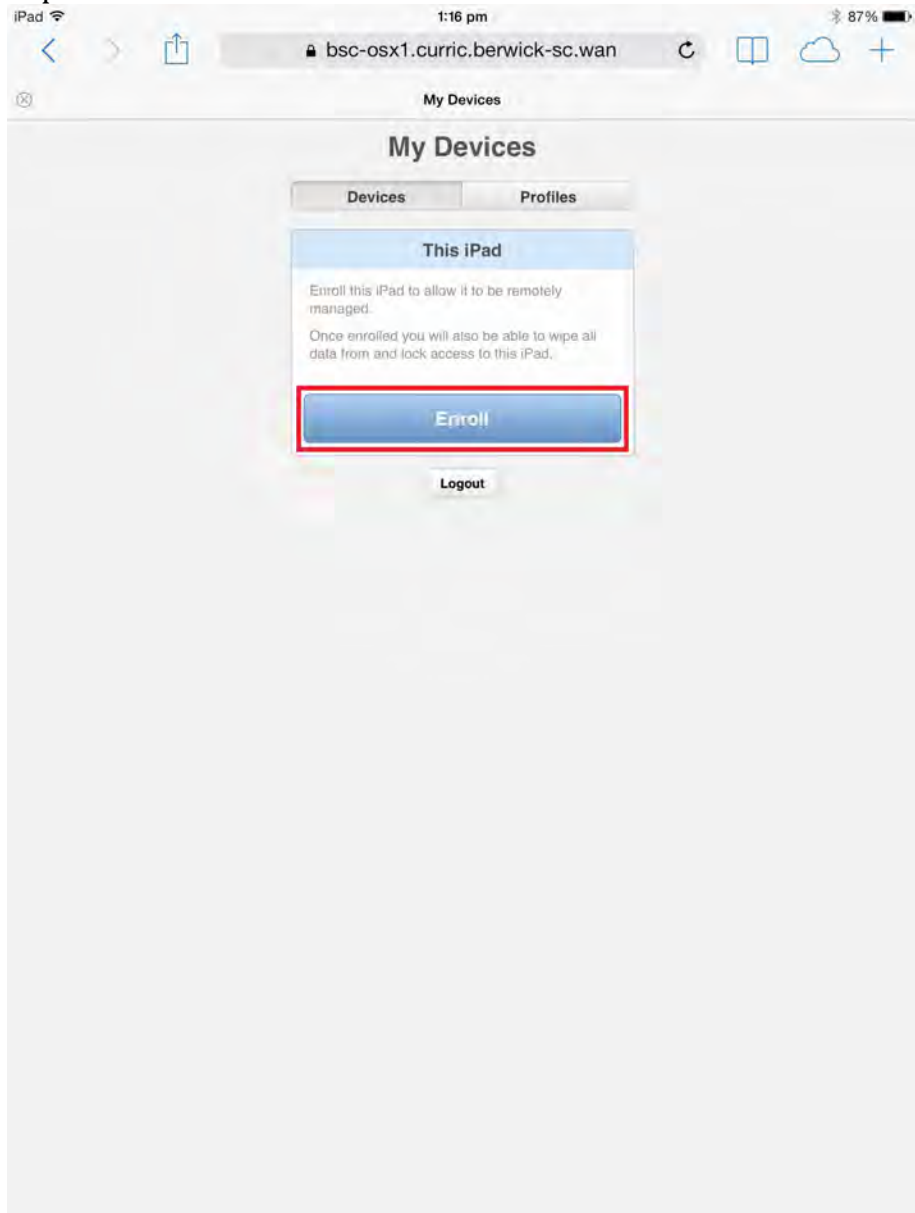 iPad 1:16 pm 87%
bsc-osx1.curric.berwick-sc.wan
My Devices
My Devices
Devices Profiles
This iPad
Enroll this iPad to allow it to be remotely
managed.
Once enrolled you will also be able to wipe all
data from and lock access to this iPad.
Enroll
Logout